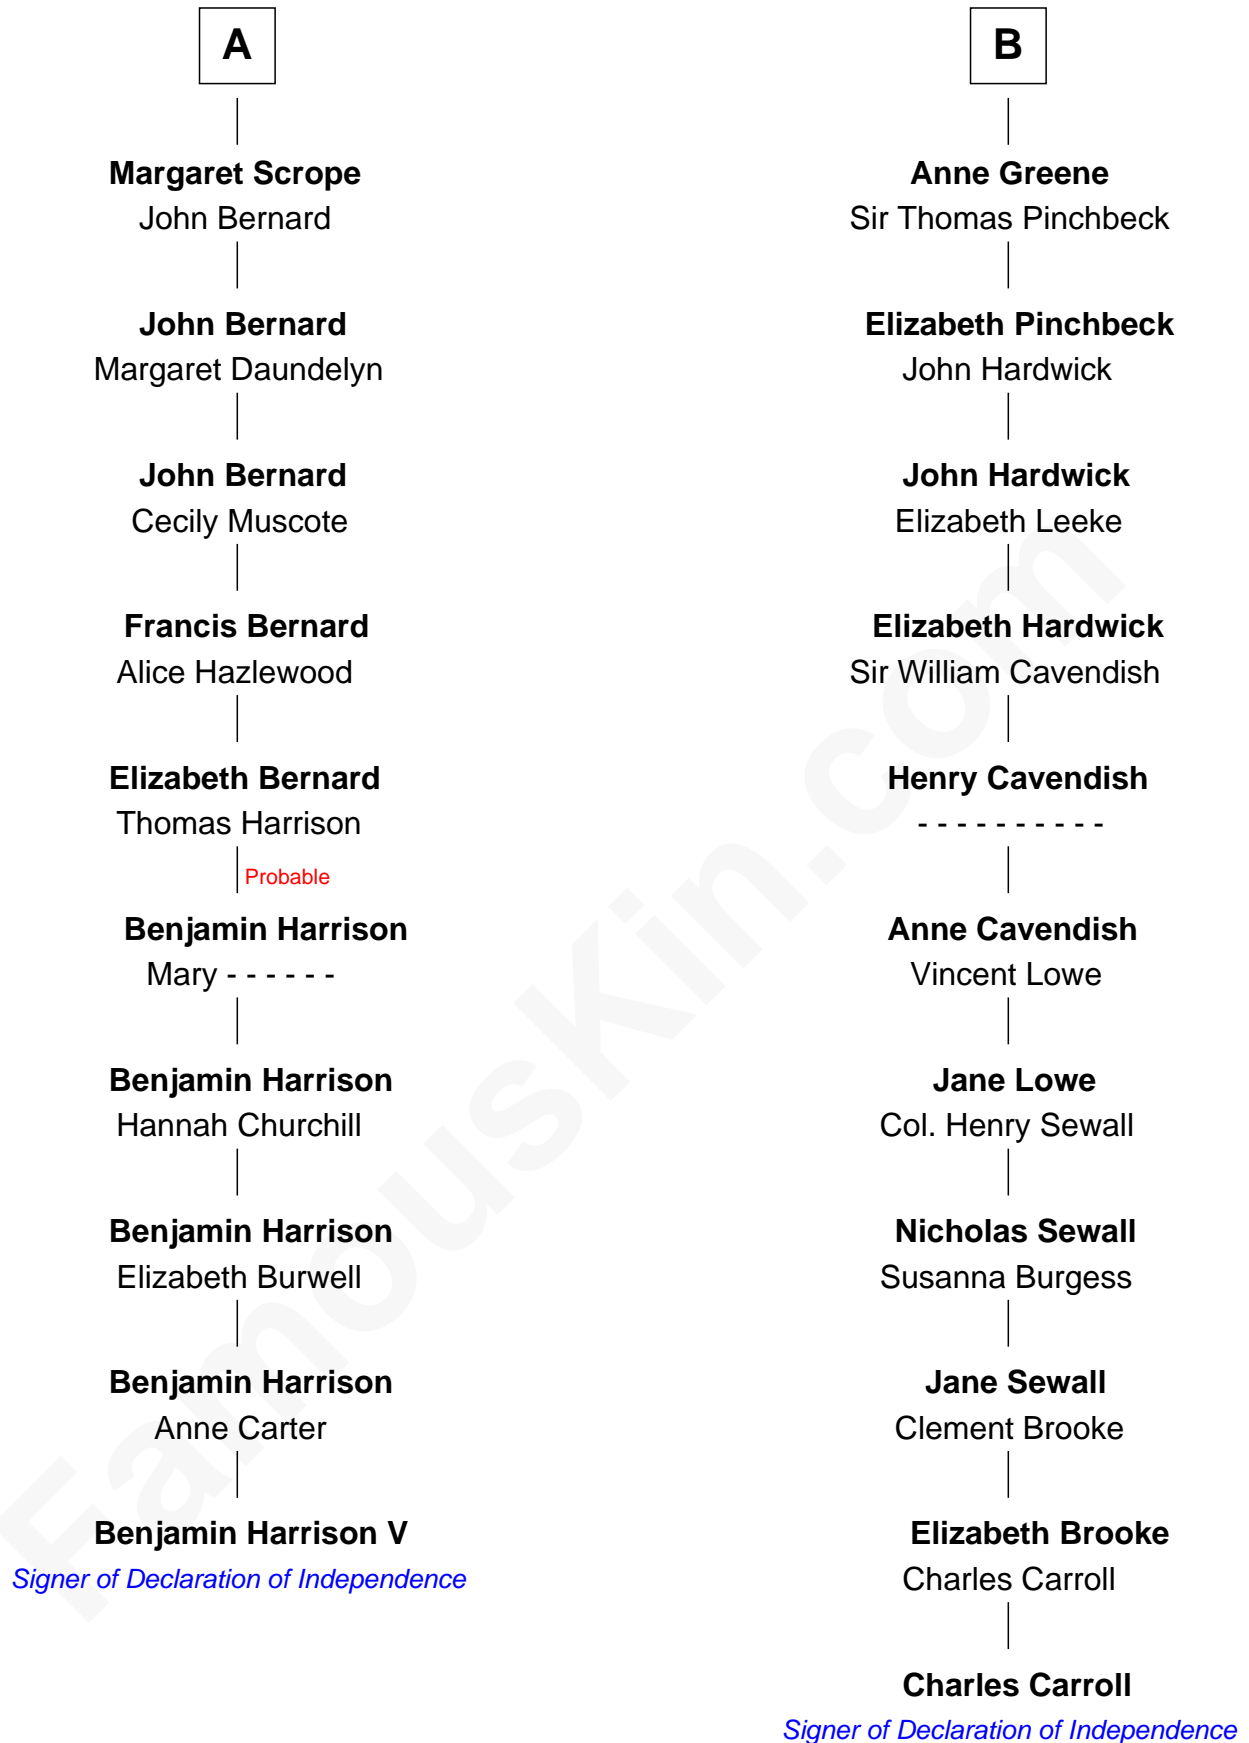 A
Margaret Scrope
John Bernard
John Bernard
Margaret Daundelyn
John Bernard
Cecily Muscote
Francis Bernard
Alice Hazlewood
Elizabeth Bernard
Thomas Harrison
Probable
Benjamin Harrison
Mary - - - - - -
Benjamin Harrison
Hannah Churchill
Benjamin Harrison
Elizabeth Burwell
Benjamin Harrison
Anne Carter
Benjamin Harrison V
Signer of Declaration of Independence
B
Anne Greene
Sir Thomas Pinchbeck
Elizabeth Pinchbeck
John Hardwick
John Hardwick
Elizabeth Leeke
Elizabeth Hardwick
Sir William Cavendish
Henry Cavendish
- - - - - - - - - -
Anne Cavendish
Vincent Lowe
Jane Lowe
Col. Henry Sewall
Nicholas Sewall
Susanna Burgess
Jane Sewall
Clement Brooke
Elizabeth Brooke
Charles Carroll
Charles Carroll
Signer of Declaration of Independence
FamousKin.com